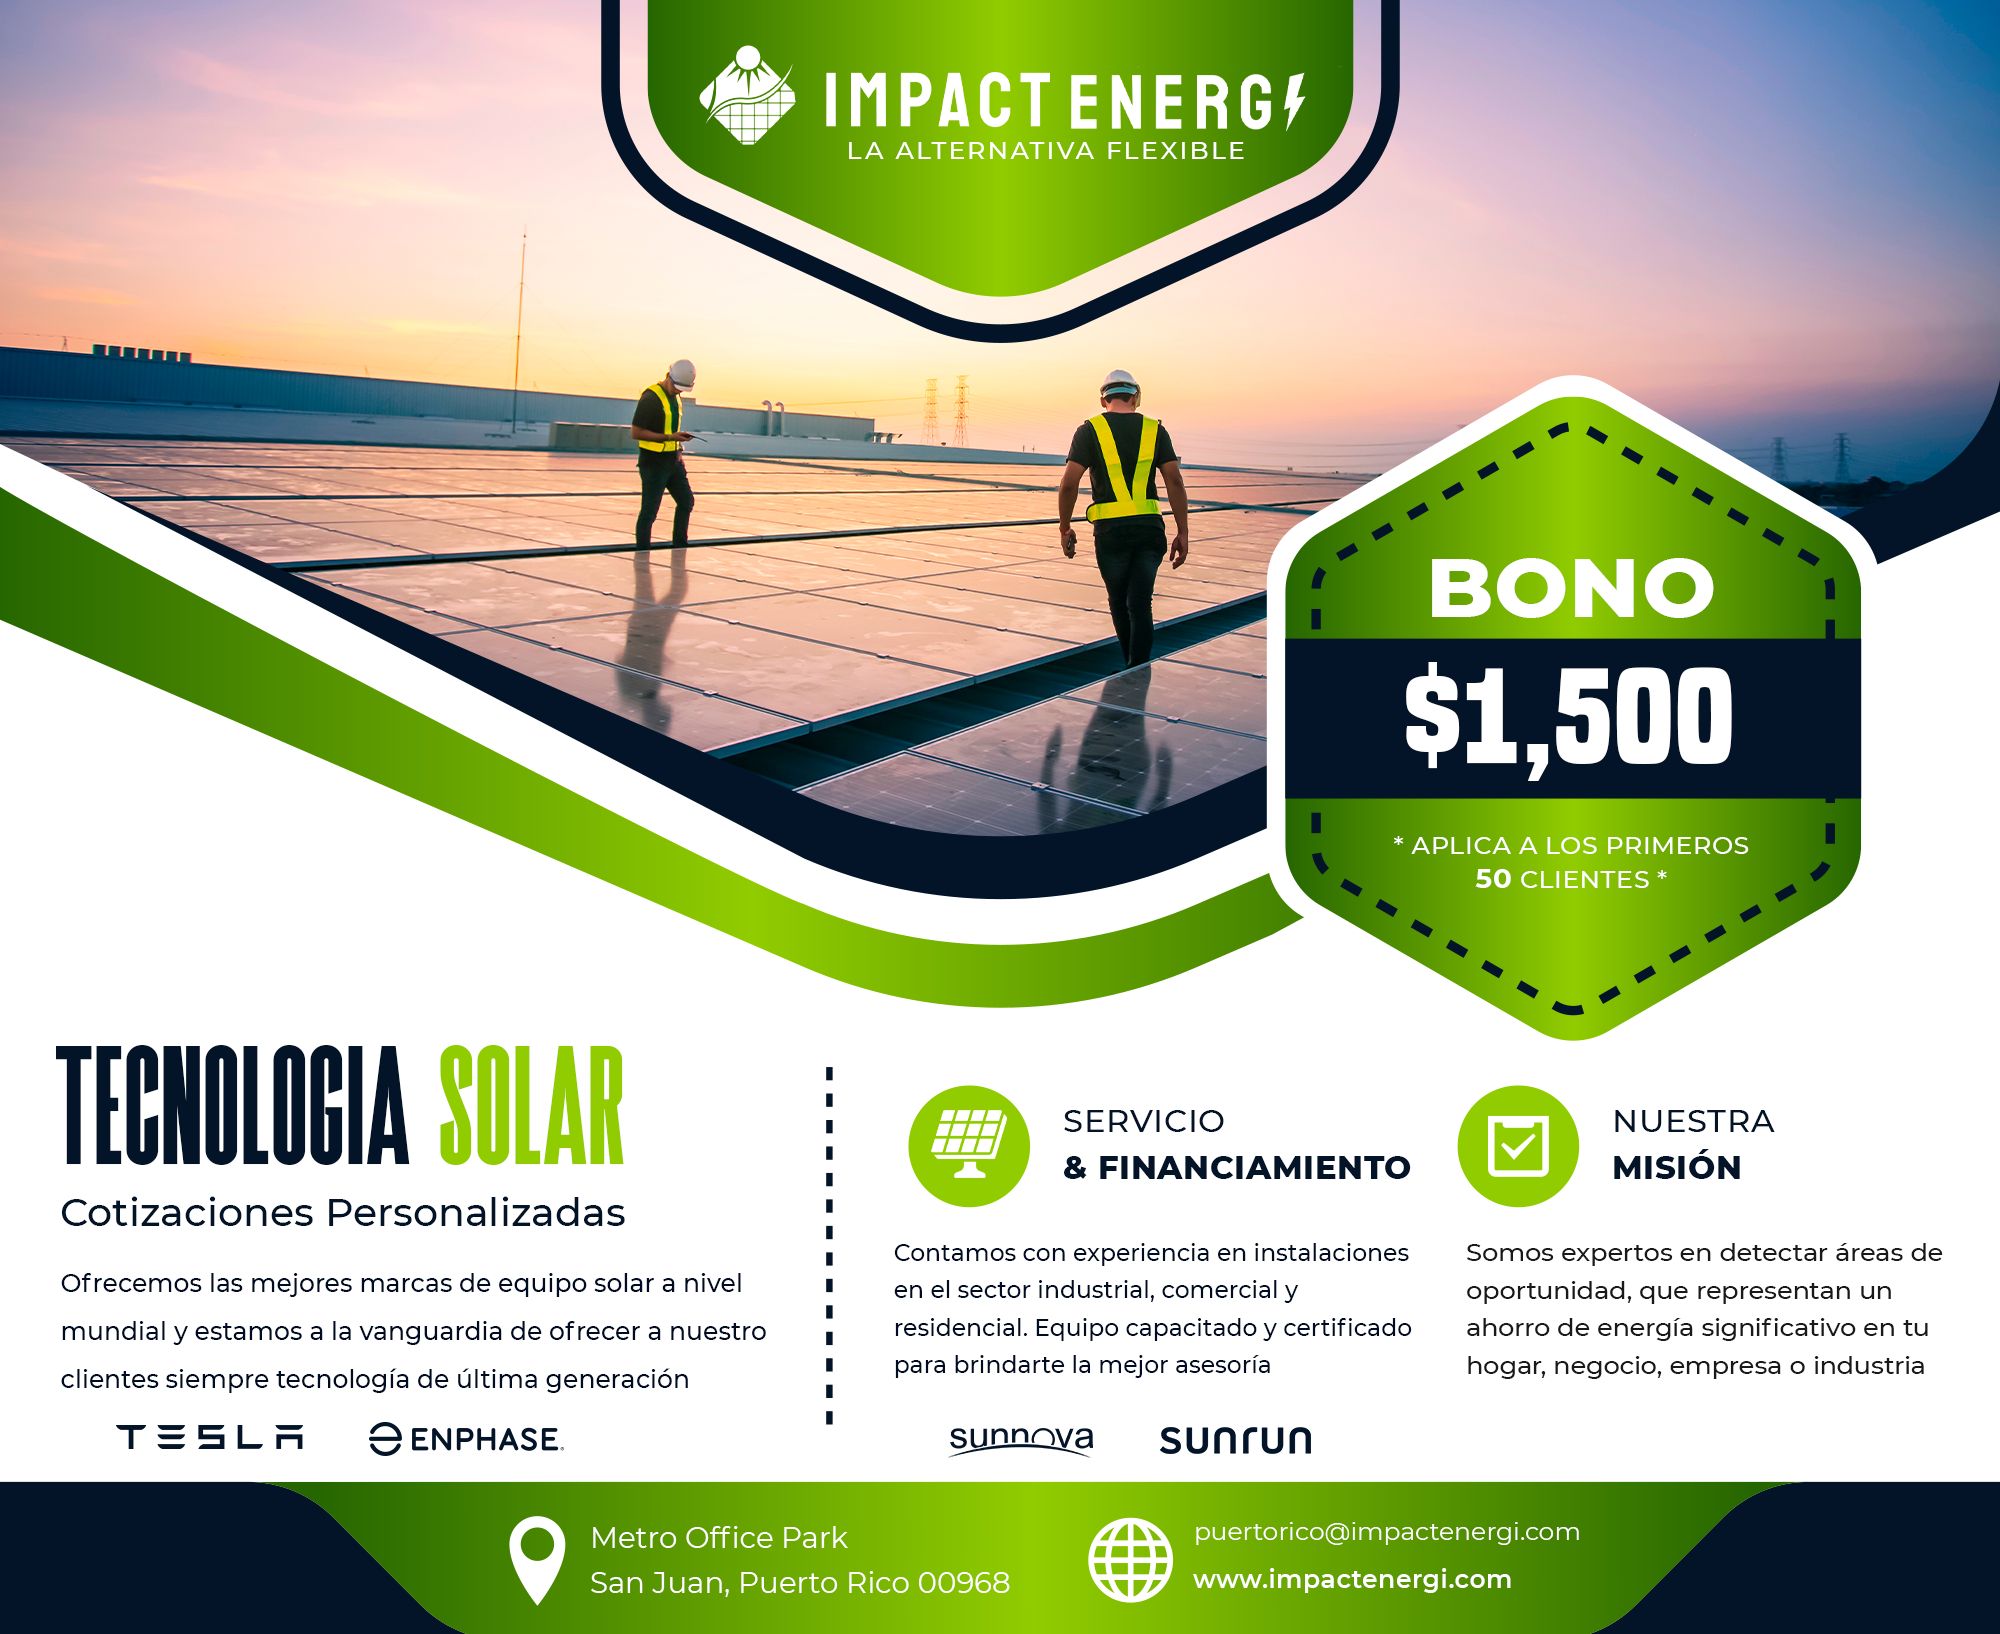 IMPACT ENERGI
LA ALTERNATIVA FLEXIBLE
BONO
$1,500
* APLICA A LOS PRIMEROS
50 CLIENTES *
TECNOLOGIA SOLAR
Cotizaciones Personalizadas
Ofrecemos las mejores marcas de equipo solar a nivel
mundial y estamos a la vanguardia de ofrecer a nuestro
clientes siempre tecnología de última generación
TESLA
ENPHASE.
SERVICIO
& FINANCIAMIENTO
Contamos con experiencia en instalaciones
en el sector industrial, comercial y
residencial. Equipo capacitado y certificado
para brindarte la mejor asesoría
sunnova
sunrun
NUESTRA
MISIÓN
Somos expertos en detectar áreas de
oportunidad, que representan un
ahorro de energía significativo en tu
hogar, negocio, empresa o industria
Metro Office Park
San Juan, Puerto Rico 00968
puertorico@impactenergi.com
www.impactenergi.com